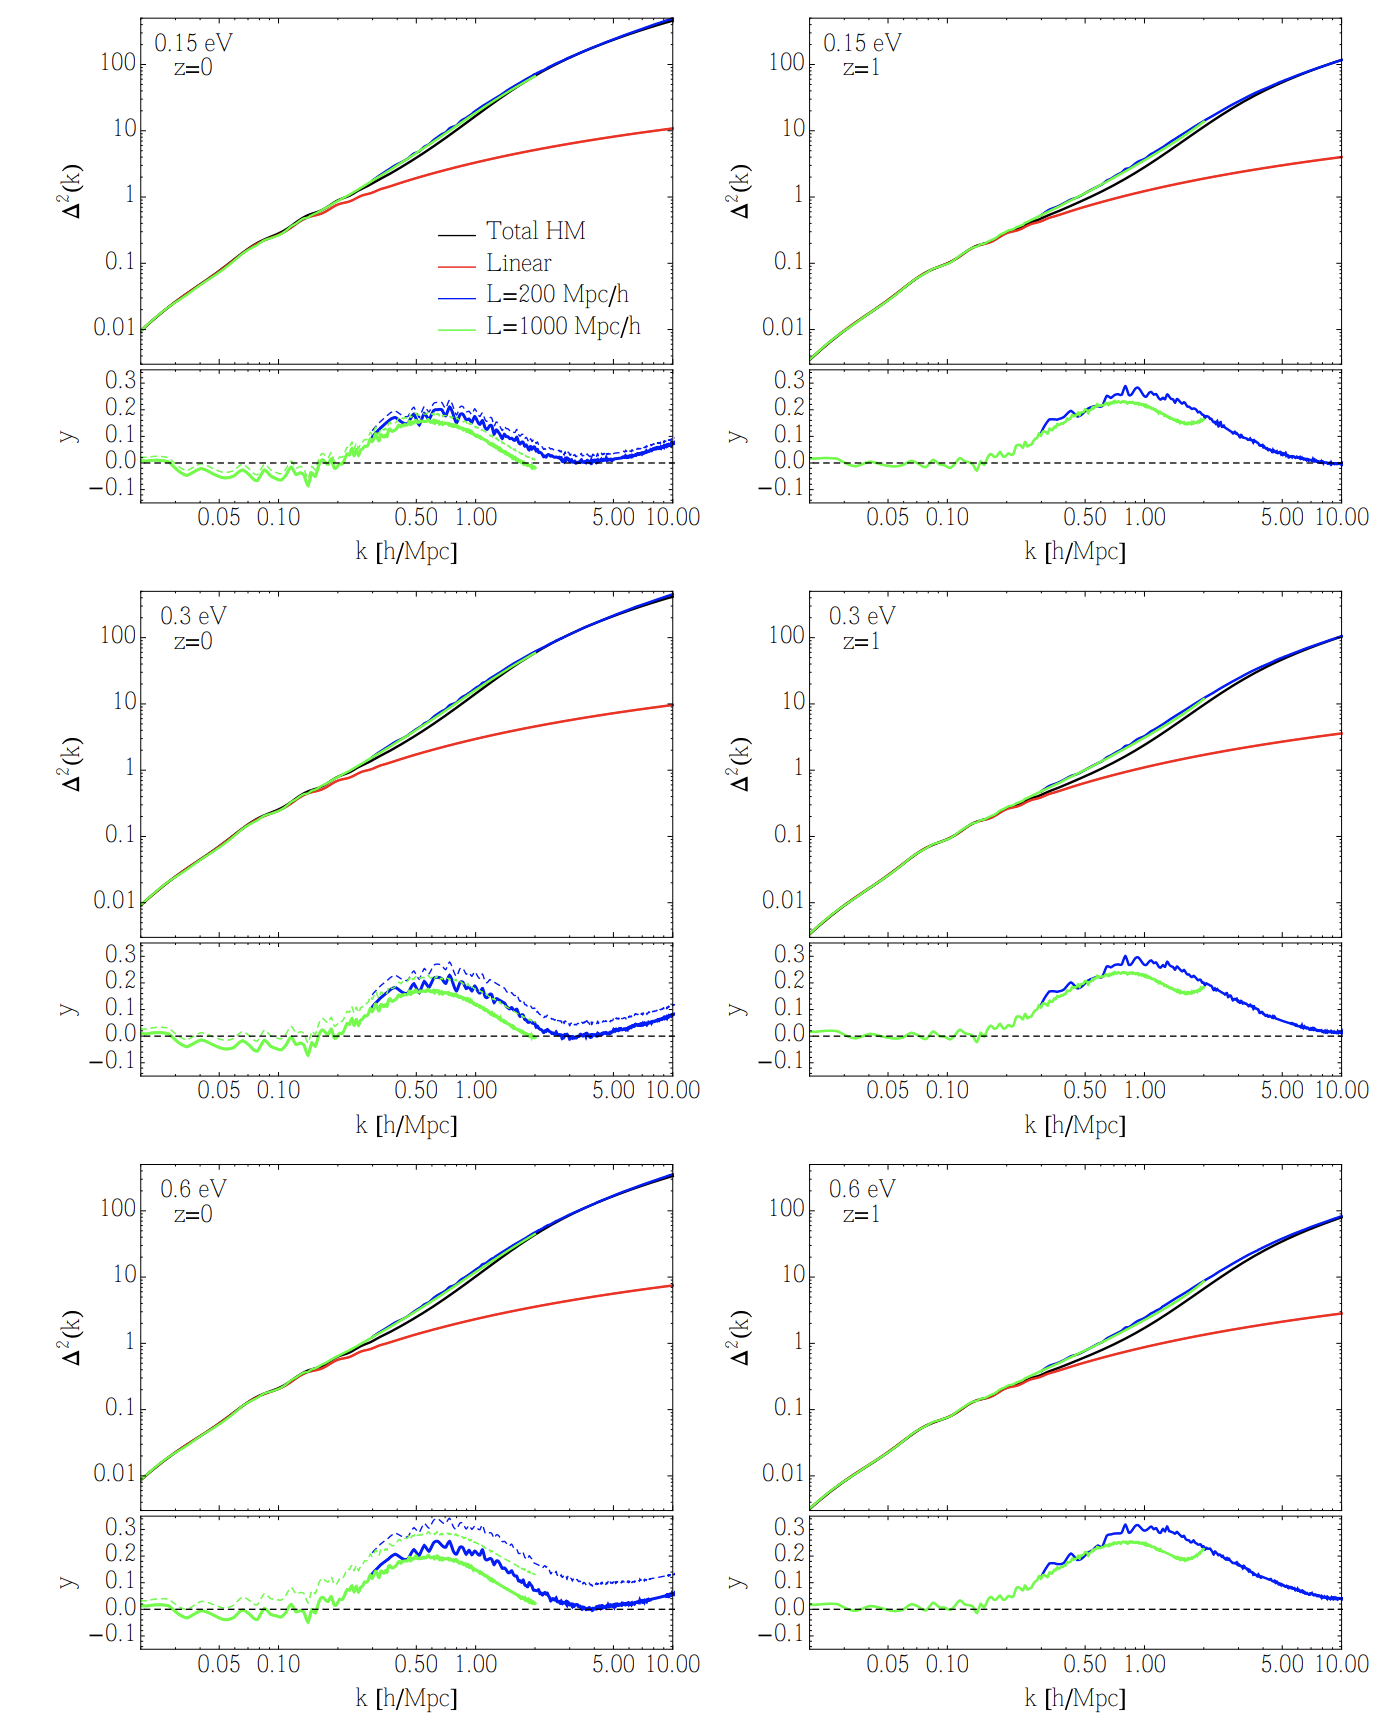 0.15 eV
z=0
100
10
1
0.1
0.01
Δ²(k)
Total HM
Linear
L=200 Mpc/h
L=1000 Mpc/h
0.3
0.2
0.1
0.0
−0.1
y
0.05 0.10 0.50 1.00 5.00 10.00
k [h/Mpc]
0.15 eV
z=1
100
10
1
0.1
0.01
Δ²(k)
0.3
0.2
0.1
0.0
−0.1
y
0.05 0.10 0.50 1.00 5.00 10.00
k [h/Mpc]
0.3 eV
z=0
100
10
1
0.1
0.01
Δ²(k)
0.3
0.2
0.1
0.0
−0.1
y
0.05 0.10 0.50 1.00 5.00 10.00
k [h/Mpc]
0.3 eV
z=1
100
10
1
0.1
0.01
Δ²(k)
0.3
0.2
0.1
0.0
−0.1
y
0.05 0.10 0.50 1.00 5.00 10.00
k [h/Mpc]
0.6 eV
z=0
100
10
1
0.1
0.01
Δ²(k)
0.3
0.2
0.1
0.0
−0.1
y
0.05 0.10 0.50 1.00 5.00 10.00
k [h/Mpc]
0.6 eV
z=1
100
10
1
0.1
0.01
Δ²(k)
0.3
0.2
0.1
0.0
−0.1
y
0.05 0.10 0.50 1.00 5.00 10.00
k [h/Mpc]